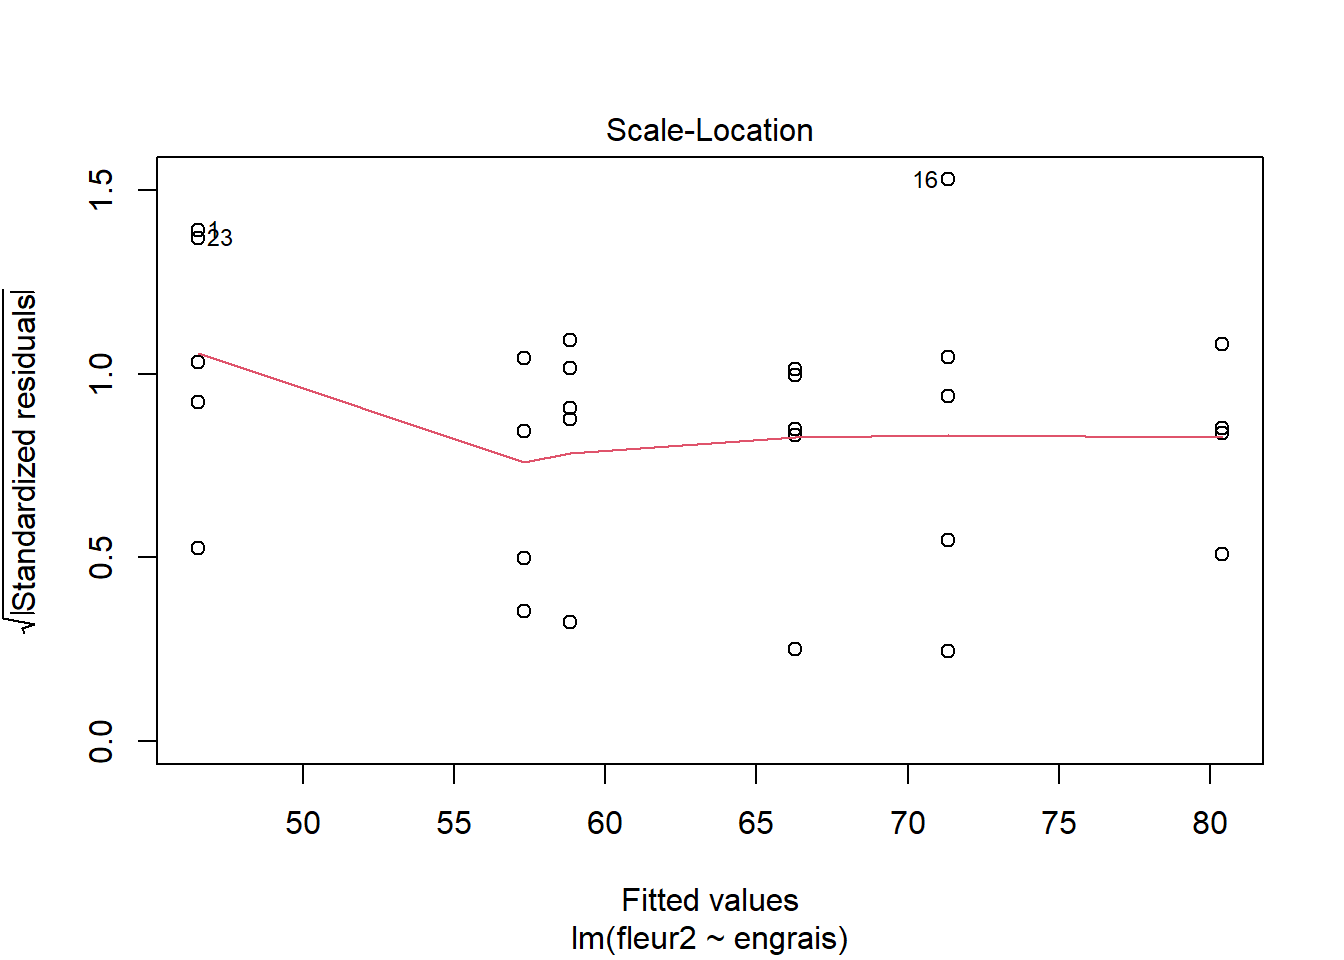 Scale-Location
√|Standardized residuals|
1.5
1.0
0.5
0.0
1
23
16
50 55 60 65 70 75 80
Fitted values
lm(fleur2 ~ engrais)